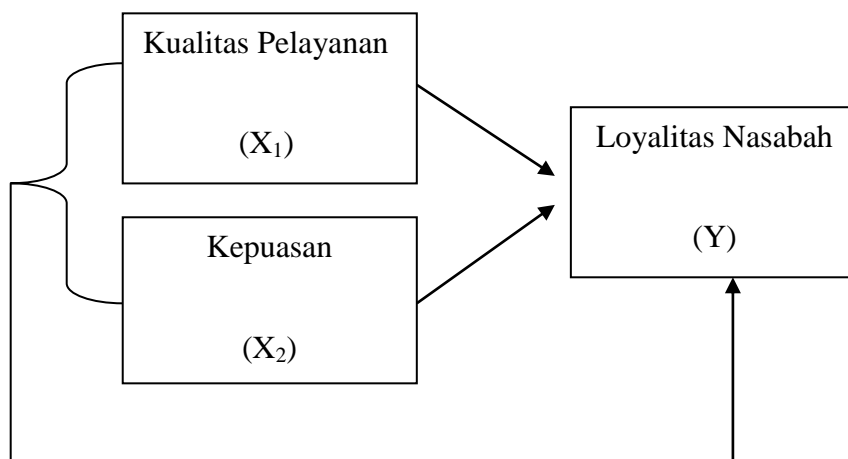 Kualitas Pelayanan
(X₁)
Kepuasan
(X₂)
Loyalitas Nasabah
(Y)